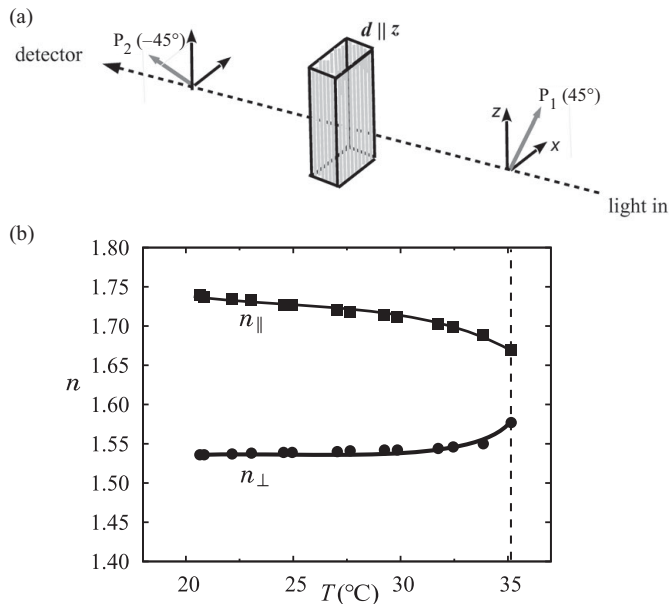 (a)
d || z
P₂ (−45°)
detector
P₁ (45°)
z
x
light in
(b)
1.80
1.75
1.70
n∥
1.65
n
1.60
1.55
n⊥
1.50
1.45
1.40
20
25
30
35
T(°C)